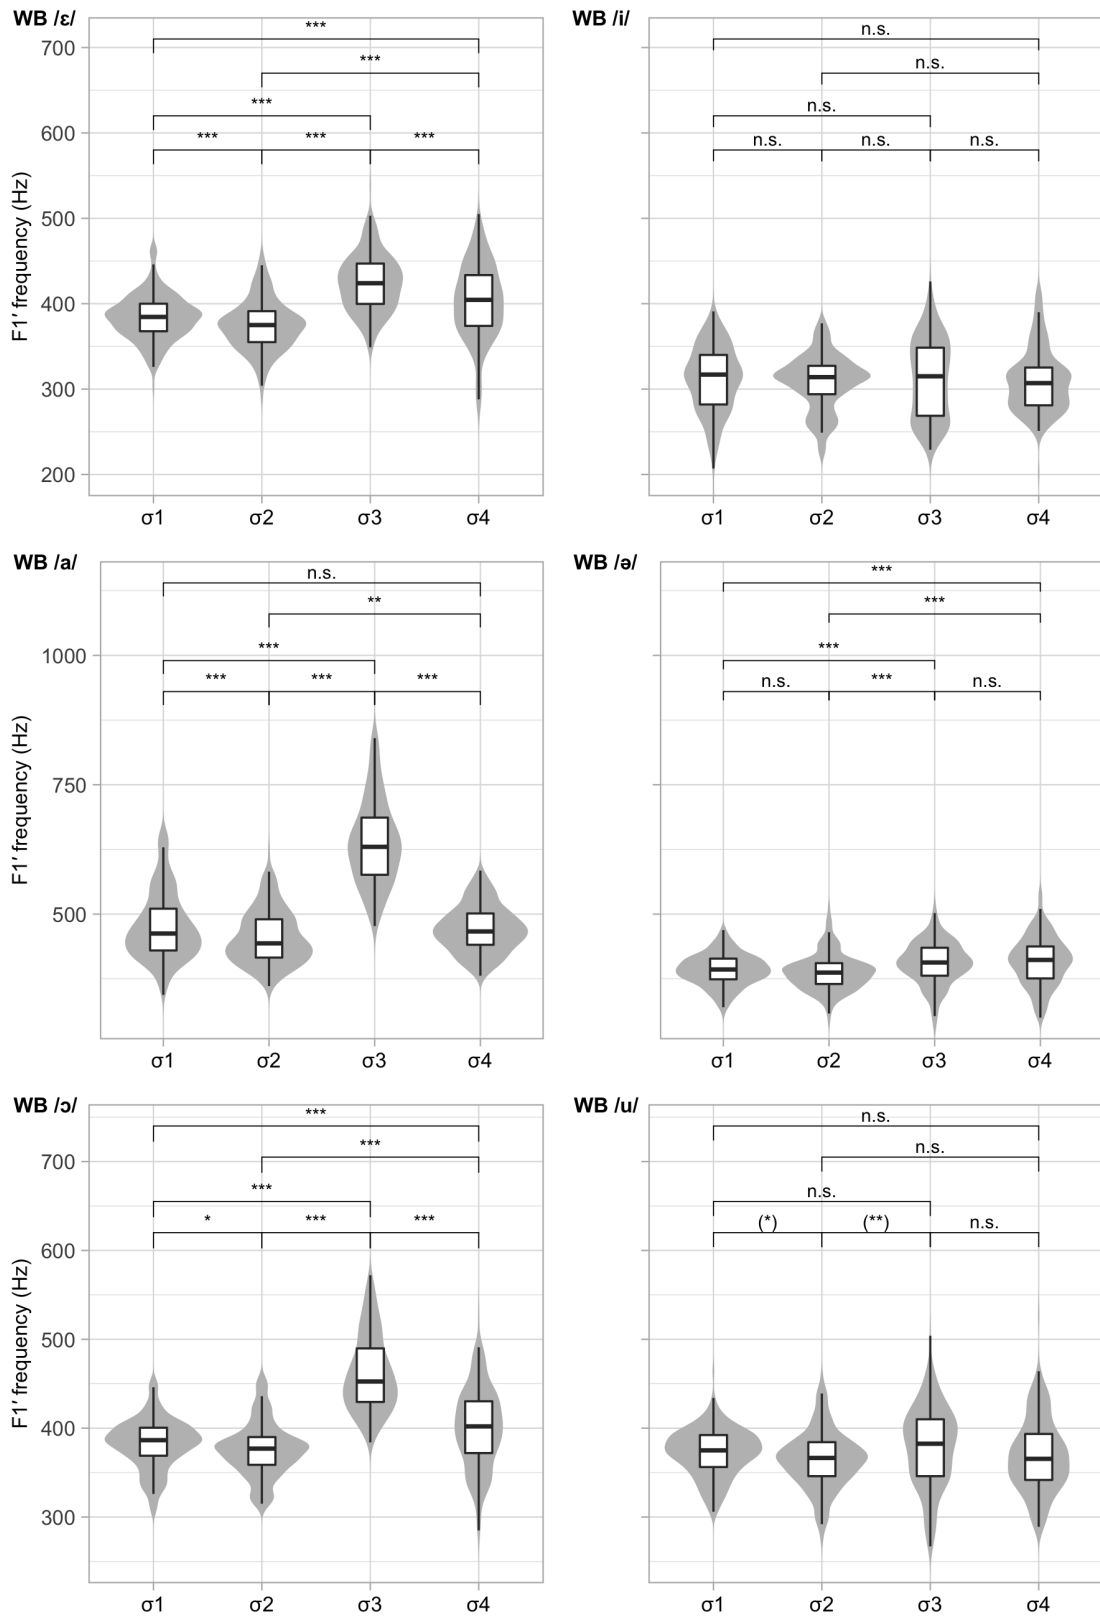 WB /ɛ/
***
***
***
*** *** ***
700
600
500
400
300
200
F1′ frequency (Hz)
σ1 σ2 σ3 σ4
WB /i/
n.s.
n.s.
n.s.
n.s. n.s. n.s.
σ1 σ2 σ3 σ4
WB /a/
n.s.
**
***
*** *** ***
1000
750
500
F1′ frequency (Hz)
σ1 σ2 σ3 σ4
WB /ə/
***
***
***
n.s. *** n.s.
σ1 σ2 σ3 σ4
WB /ɔ/
***
***
***
* *** ***
700
600
500
400
300
F1′ frequency (Hz)
σ1 σ2 σ3 σ4
WB /u/
n.s.
n.s.
n.s.
(*) (**) n.s.
σ1 σ2 σ3 σ4